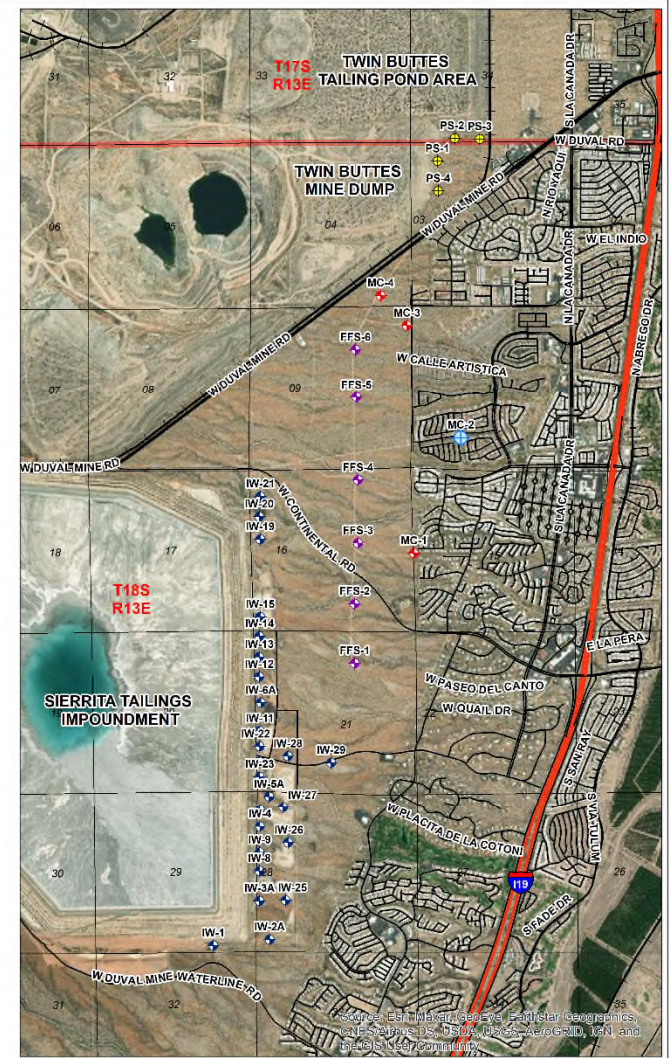 T17S
R13E
TWIN BUTTES
TAILING POND AREA
31
32
33
34
35
S LA CANADA DR
PS-2
PS-3
W DUVAL RD
PS-1
PS-4
TWIN BUTTES
MINE DUMP
N RIO YAQUI
W DUVAL MINE RD
06
05
04
03
W EL INDIO
N LA CANADA DR
N ABREGO DR
MC-4
MC-3
FFS-6
W CALLE ARTISTICA
W DUVAL MINE RD
07
08
09
FFS-5
MC-2
S LA CANADA DR
W DUVAL MINE RD
FFS-4
IW-21
IW-20
IW-19
W CONTINENTAL RD
18
17
16
FFS-3
MC-1
T18S
R13E
FFS-2
IW-15
IW-14
IW-13
IW-12
FFS-1
E LA PERA
W PASEO DEL CANTO
SIERRITA TAILINGS
IMPOUNDMENT
IW-6A
IW-11
W QUAIL DR
21
22
23
IW-22
IW-28
IW-29
S SAN RAY
IW-23
IW-5A
IW-27
S VIA TULUM
IW-4
W PLACITA DE LA COTONI
IW-9
IW-26
IW-8
30
29
28
26
I19
IW-3A
IW-25
S FADE DR
IW-1
IW-2A
W DUVAL MINE WATERLINE RD
31
32
33
35
Source: Esri, Maxar, GeoEye, Earthstar Geographics,
CNES/Airbus DS, USDA, USGS, AeroGRID, IGN, and
the GIS User Community